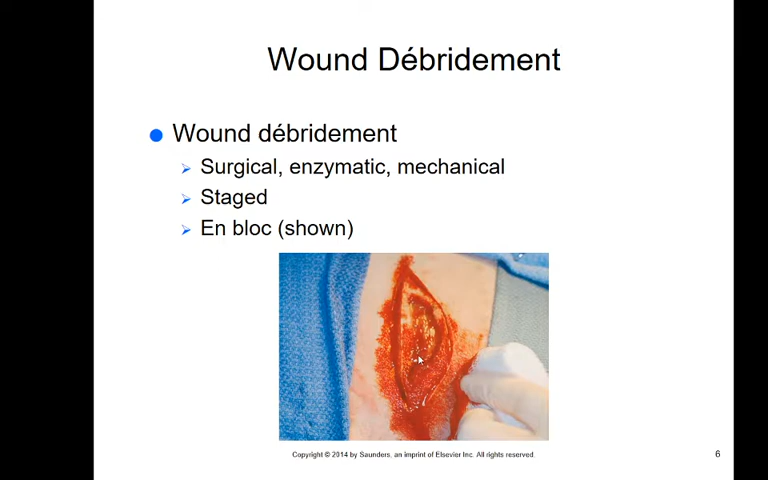 Wound Débridement
Wound débridement
Surgical, enzymatic, mechanical
Staged
En bloc (shown)
Copyright © 2014 by Saunders, an imprint of Elsevier Inc. All rights reserved.
6